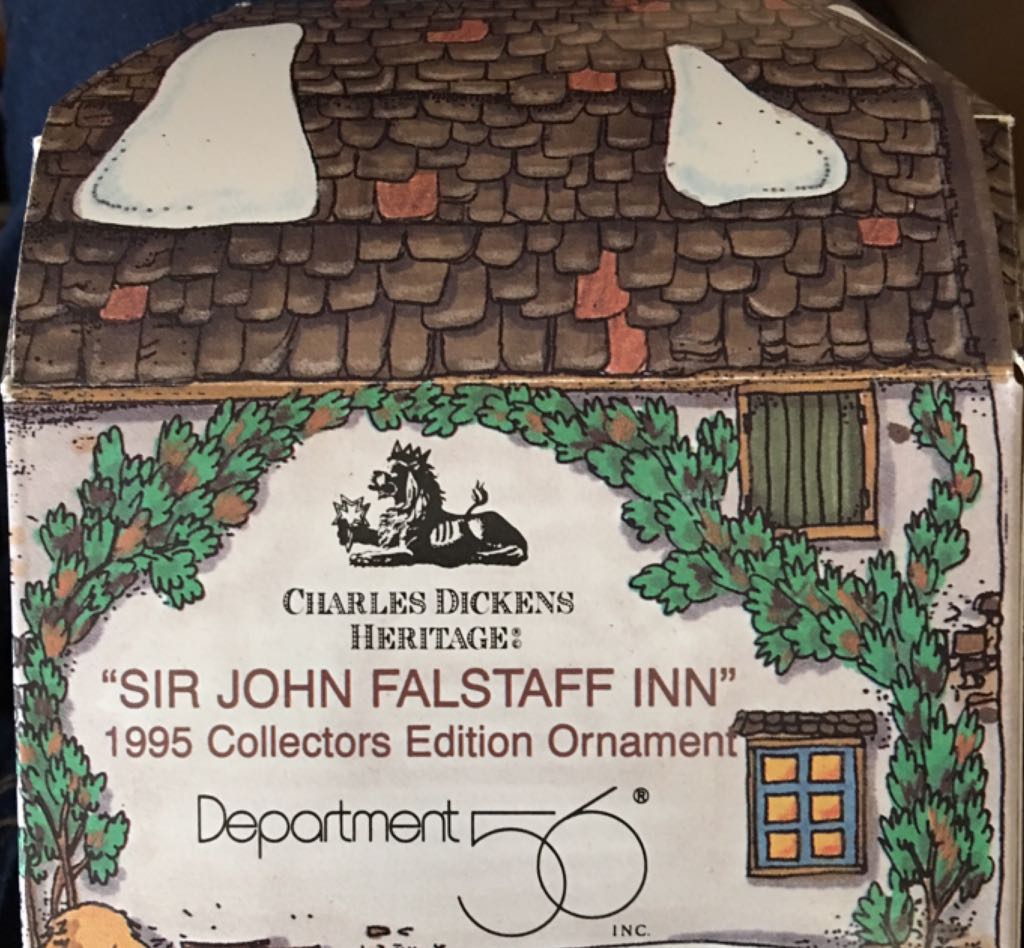 CHARLES DICKENS
HERITAGE®
"SIR JOHN FALSTAFF INN"
1995 Collectors Edition Ornament
Department 56®
INC.